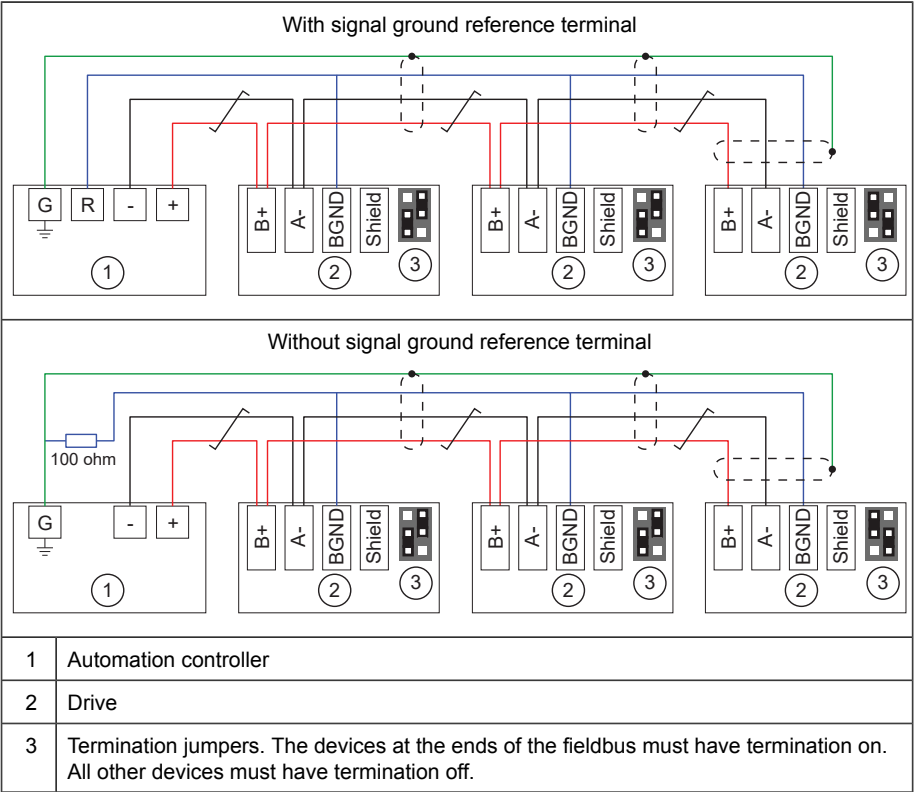 With signal ground reference terminal
G R - +
B+ A- BGND Shield
B+ A- BGND Shield
B+ A- BGND Shield
1 2 3 2 3 2 3
Without signal ground reference terminal
100 ohm
G - +
B+ A- BGND Shield
B+ A- BGND Shield
B+ A- BGND Shield
1 2 3 2 3 2 3
1 Automation controller
2 Drive
3 Termination jumpers. The devices at the ends of the fieldbus must have termination on.
All other devices must have termination off.